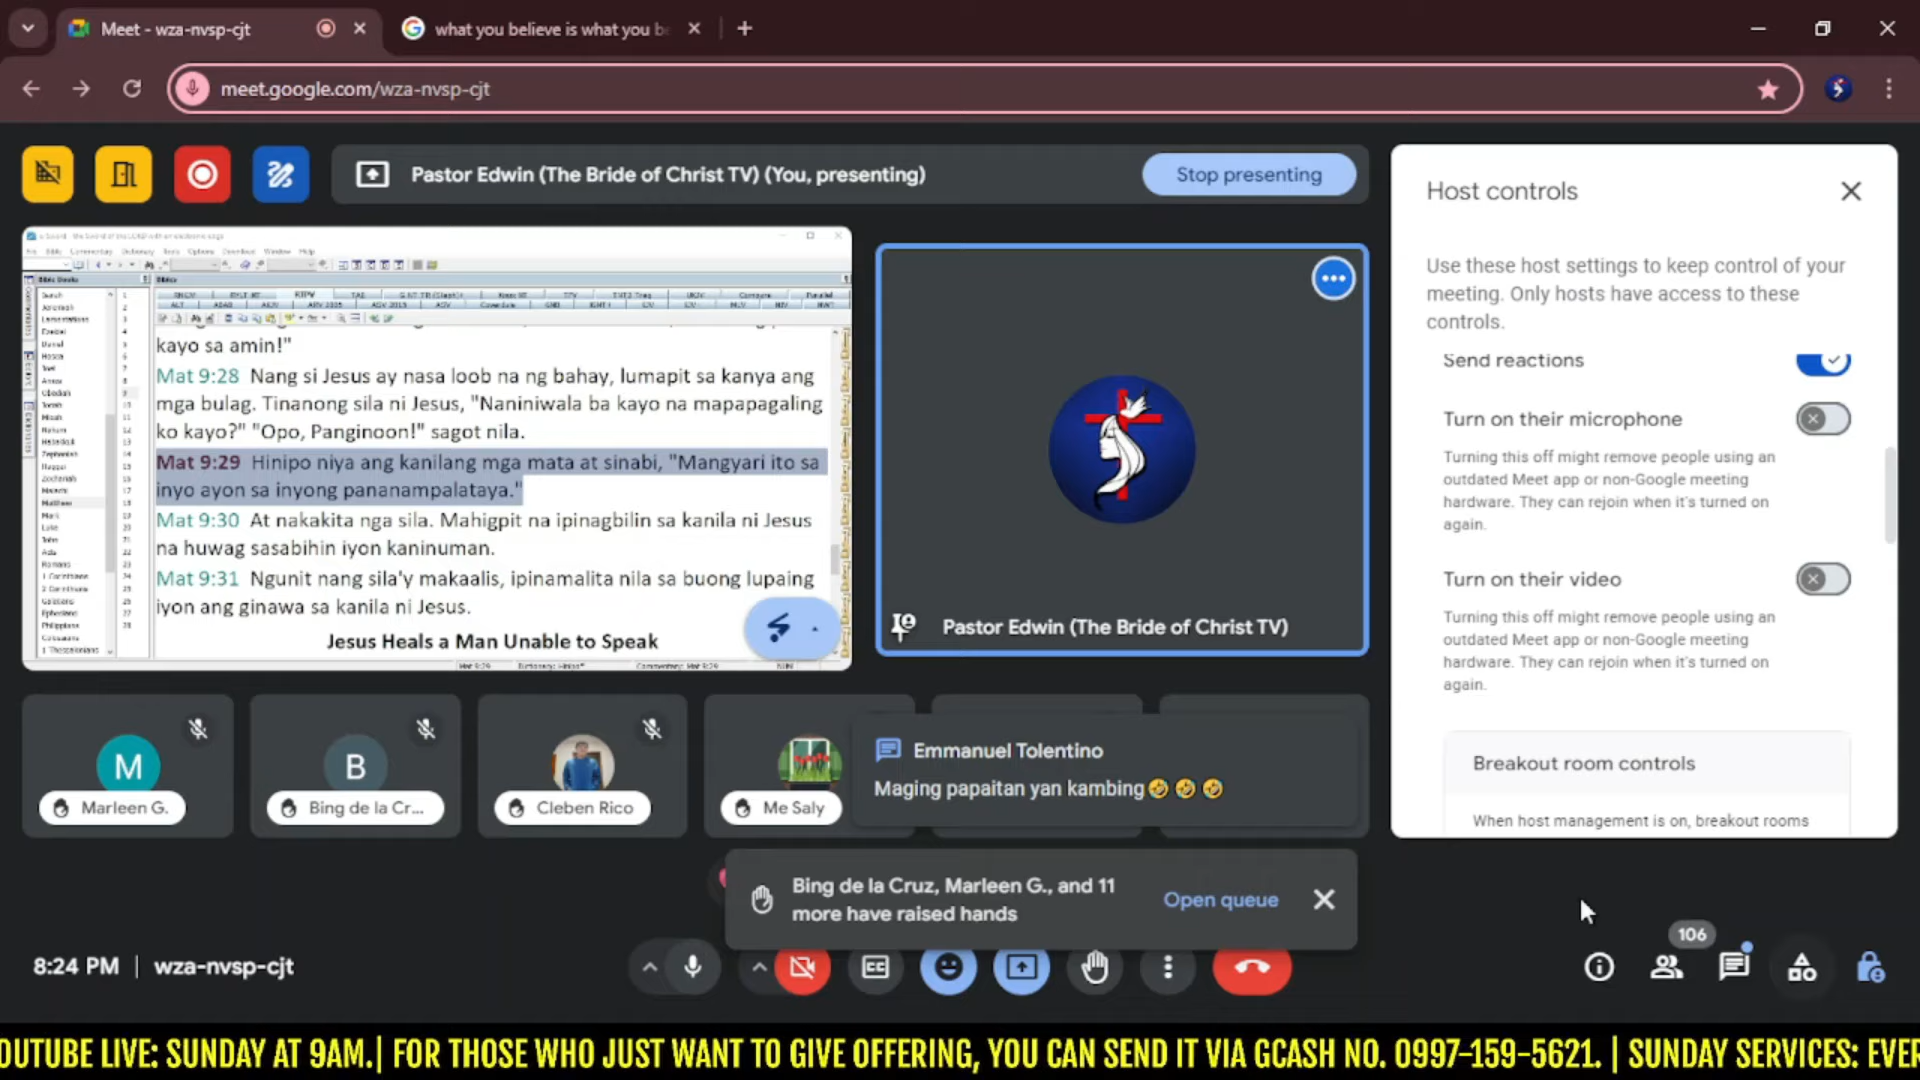 Meet - wza-nvsp-cjt
what you believe is what you be
meet.google.com/wza-nvsp-cjt
Pastor Edwin (The Bride of Christ TV) (You, presenting)
Stop presenting
kayo sa amin!"
Mat 9:28 Nang si Jesus ay nasa loob na ng bahay, lumapit sa kanya ang
mga bulag. Tinanong sila ni Jesus, "Naniniwala ba kayo na mapapagaling
ko kayo?" "Opo, Panginoon!" sagot nila.
Mat 9:29 Hinipo niya ang kanilang mga mata at sinabi, "Mangyari ito sa
inyo ayon sa inyong pananampalataya."
Mat 9:30 At nakakita nga sila. Mahigpit na ipinagbilin sa kanila ni Jesus
na huwag sasabihin iyon kaninuman.
Mat 9:31 Ngunit nang sila'y makaalis, ipinamalita nila sa buong lupaing
iyon ang ginawa sa kanila ni Jesus.
Jesus Heals a Man Unable to Speak
Pastor Edwin (The Bride of Christ TV)
Host controls
Use these host settings to keep control of your
meeting. Only hosts have access to these
controls.
Send reactions
Turn on their microphone
Turning this off might remove people using an
outdated Meet app or non-Google meeting
hardware. They can rejoin when it's turned on
again.
Turn on their video
Turning this off might remove people using an
outdated Meet app or non-Google meeting
hardware. They can rejoin when it's turned on
again.
Breakout room controls
When host management is on, breakout rooms
M
Marleen G.
B
Bing de la Cr...
Cleben Rico
Me Saly
Emmanuel Tolentino
Maging papaitan yan kambing🤣 🤣 🤣
Bing de la Cruz, Marleen G., and 11
more have raised hands
Open queue
8:24 PM | wza-nvsp-cjt
106
OUTUBE LIVE: SUNDAY AT 9AM.| FOR THOSE WHO JUST WANT TO GIVE OFFERING, YOU CAN SEND IT VIA GCASH NO. 0997-159-5621. | SUNDAY SERVICES: EVER